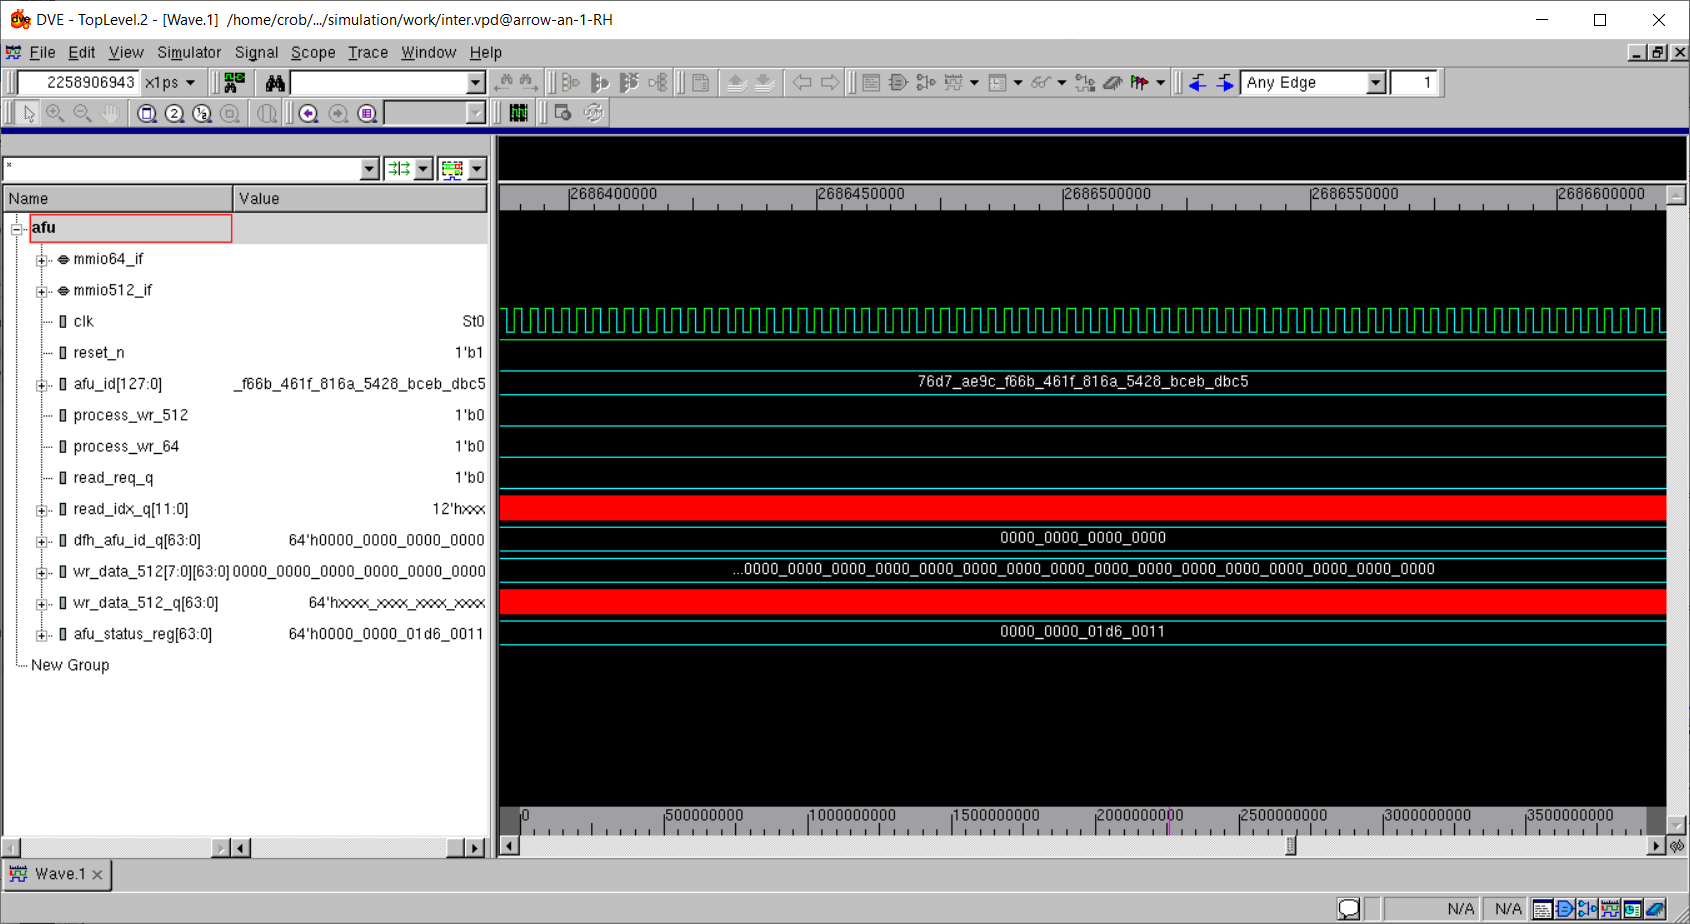 DVE - TopLevel.2 - [Wave.1] /home/crob/.../simulation/work/inter.vpd@arrow-an-1-RH
File Edit View Simulator Signal Scope Trace Window Help
2258906943 x1ps Any Edge 1
*
Name Value
2686400000 2686450000 2686500000 2686550000 2686600000
afu
mmio64_if
mmio512_if
clk St0
reset_n 1'b1
afu_id[127:0] _f66b_461f_816a_5428_bceb_dbc5 76d7_ae9c_f66b_461f_816a_5428_bceb_dbc5
process_wr_512 1'b0
process_wr_64 1'b0
read_req_q 1'b0
read_idx_q[11:0] 12'hxxx
dfh_afu_id_q[63:0] 64'h0000_0000_0000_0000 0000_0000_0000_0000
wr_data_512[7:0][63:0] 0000_0000_0000_0000_0000_0000 ...0000_0000_0000_0000_0000_0000_0000_0000_0000_0000_0000_0000_0000_0000_0000_0000
wr_data_512_q[63:0] 64'hxxxx_xxxx_xxxx_xxxx
afu_status_reg[63:0] 64'h0000_0000_01d6_0011 0000_0000_01d6_0011
New Group
0 500000000 1000000000 1500000000 2000000000 2500000000 3000000000 3500000000
Wave.1
N/A N/A